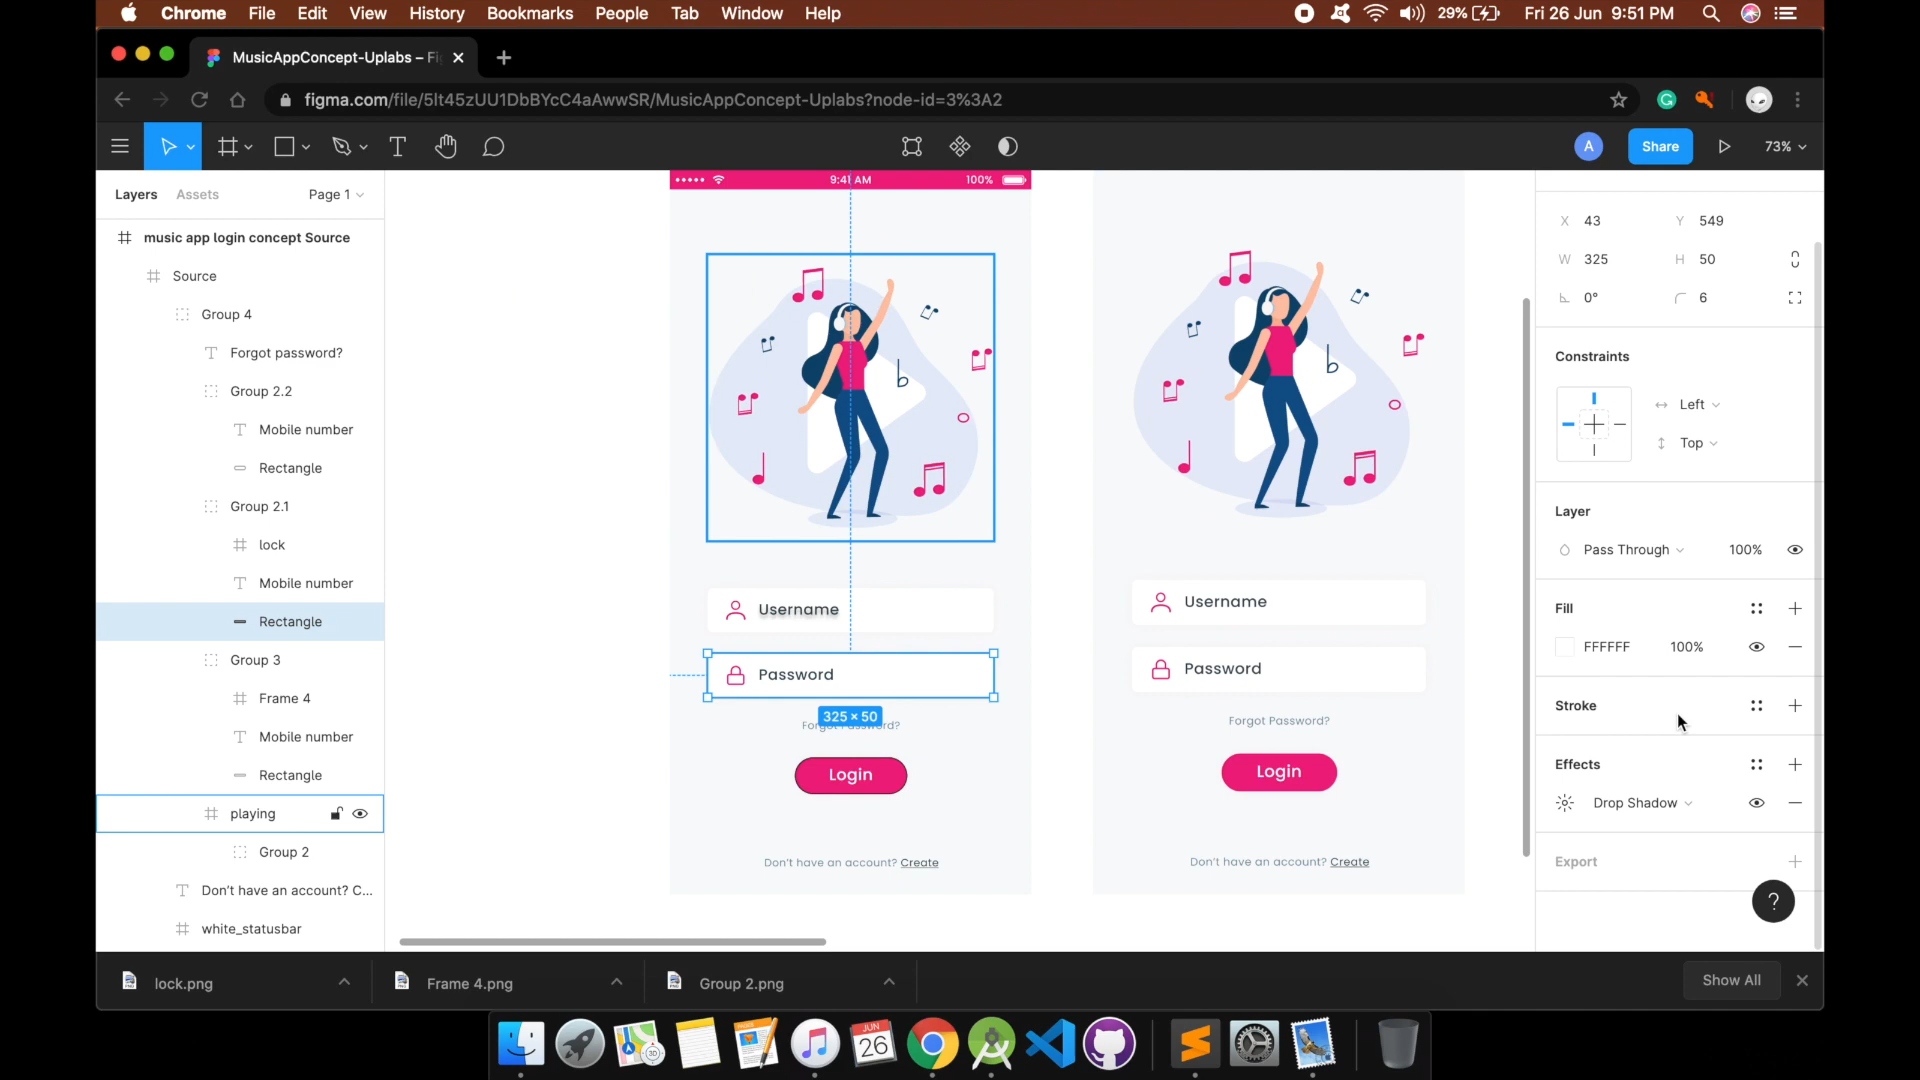 Chrome File Edit View History Bookmarks People Tab Window Help
29% Fri 26 Jun 9:51 PM
MusicAppConcept-Uplabs – Fi
figma.com/file/5lt45zUU1DbBYcC4aAwwSR/MusicAppConcept-Uplabs?node-id=3%3A2
A Share 73%
Layers Assets Page 1
music app login concept Source
Source
Group 4
Forgot password?
Group 2.2
Mobile number
Rectangle
Group 2.1
lock
Mobile number
Rectangle
Group 3
Frame 4
Mobile number
Rectangle
playing
Group 2
Don't have an account? C...
white_statusbar
9:41 AM 100%
Username
Password
325 × 50
Forgot Password?
Login
Don't have an account? Create
Username
Password
Forgot Password?
Login
Don't have an account? Create
X 43 Y 549
W 325 H 50
0° 6
Constraints
Left
Top
Layer
Pass Through 100%
Fill
FFFFFF 100%
Stroke
Effects
Drop Shadow
Export
?
lock.png Frame 4.png Group 2.png Show All
JUN
26
3D